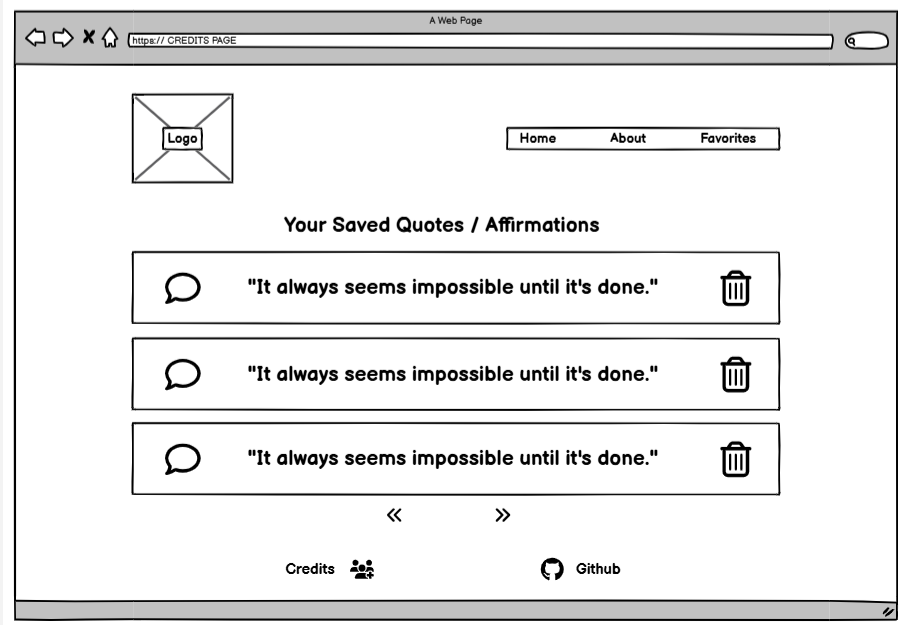 A Web Page
https:// CREDITS PAGE
Logo
Home About Favorites
Your Saved Quotes / Affirmations
"It always seems impossible until it's done."
"It always seems impossible until it's done."
"It always seems impossible until it's done."
Credits Github